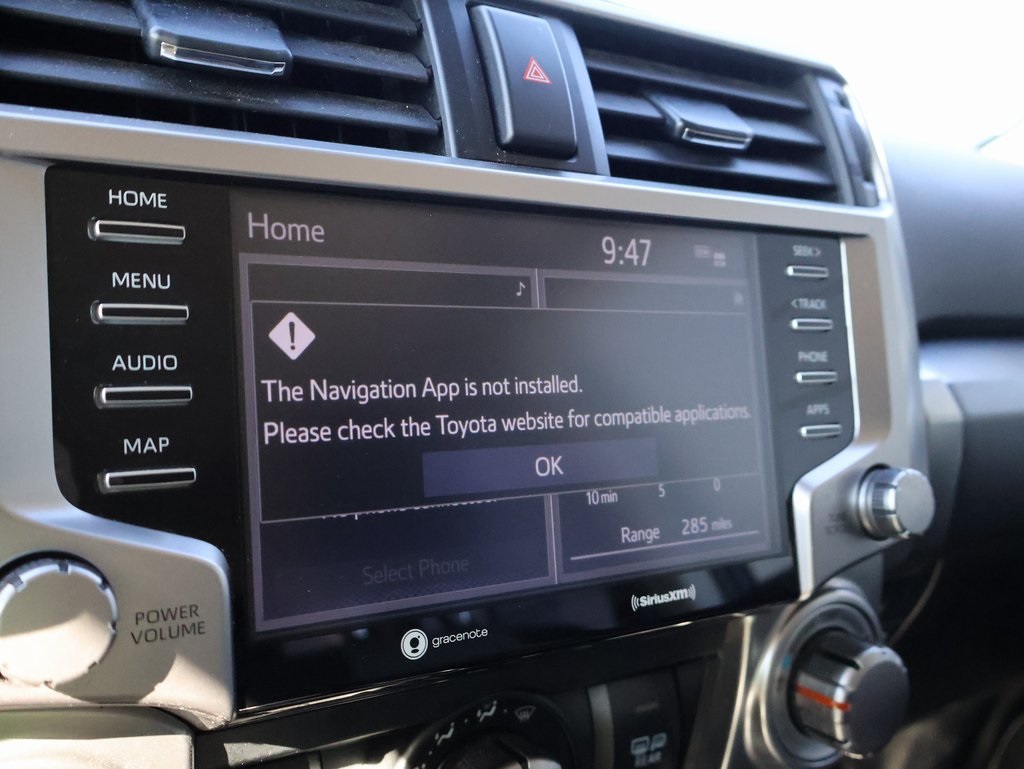 HOME
MENU
AUDIO
MAP
POWER
VOLUME
Home
9:47
The Navigation App is not installed.
Please check the Toyota website for compatible applications.
OK
Select Phone
10 min 5 0
Range 285 miles
SEEK >
< TRACK
PHONE
APPS
gracenote
SiriusXM
REAR